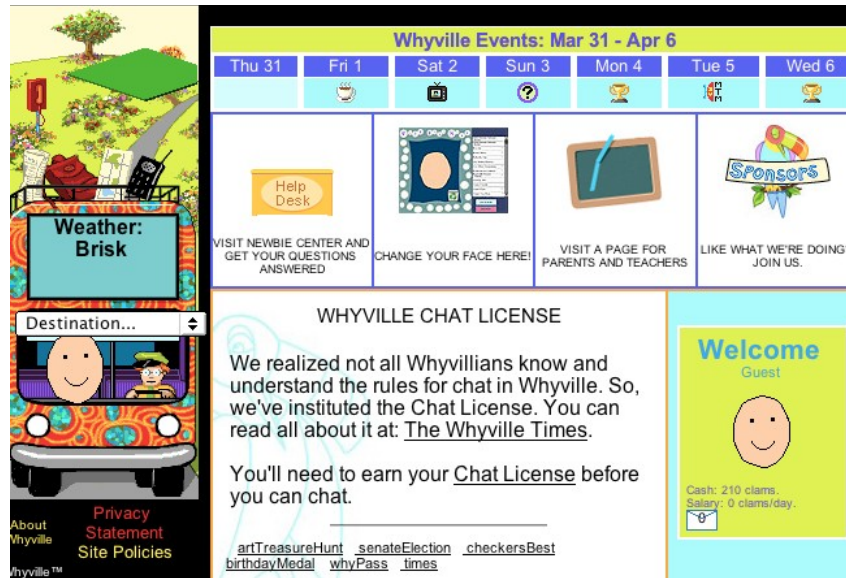 Whyville Events: Mar 31 - Apr 6
Thu 31 Fri 1 Sat 2 Sun 3 Mon 4 Tue 5 Wed 6
MTM
Help
Desk
VISIT NEWBIE CENTER AND
GET YOUR QUESTIONS
ANSWERED
CHANGE YOUR FACE HERE!
VISIT A PAGE FOR
PARENTS AND TEACHERS
SPONSORS
LIKE WHAT WE'RE DOING
JOIN US.
Weather:
Brisk
Destination...
WHYVILLE CHAT LICENSE
We realized not all Whyvillians know and
understand the rules for chat in Whyville. So,
we've instituted the Chat License. You can
read all about it at: The Whyville Times.
You'll need to earn your Chat License before
you can chat.
artTreasureHunt senateElection checkersBest
birthdayMedal whyPass times
Welcome
Guest
Cash: 210 clams.
Salary: 0 clams/day.
0
About
Whyville
Privacy
Statement
Site Policies
Whyville™